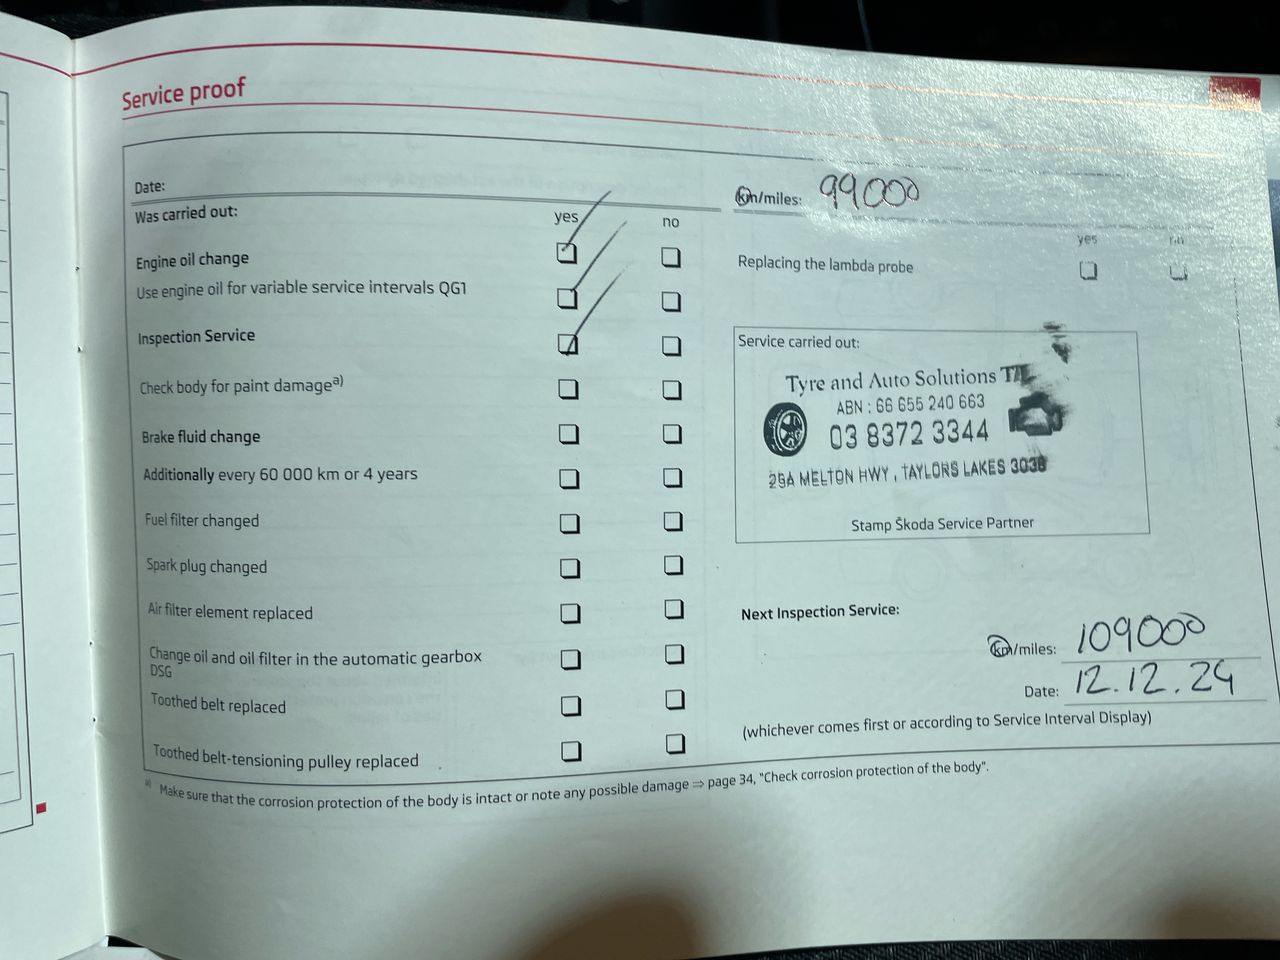 Service proof
Date:
km/miles: 99000
Was carried out:
yes
no
Engine oil change
Use engine oil for variable service intervals QG1
Inspection Service
Check body for paint damagea)
Brake fluid change
Additionally every 60 000 km or 4 years
Fuel filter changed
Spark plug changed
Air filter element replaced
Change oil and oil filter in the automatic gearbox
DSG
Toothed belt replaced
Toothed belt-tensioning pulley replaced
yes
no
Replacing the lambda probe
Service carried out:
Tyre and Auto Solutions T/L
ABN : 66 655 240 663
03 8372 3344
29A MELTON HWY, TAYLORS LAKES 3038
Stamp Škoda Service Partner
Next Inspection Service:
km/miles: 109000
Date: 12.12.24
(whichever comes first or according to Service Interval Display)
a) Make sure that the corrosion protection of the body is intact or note any possible damage ⇒ page 34, "Check corrosion protection of the body".